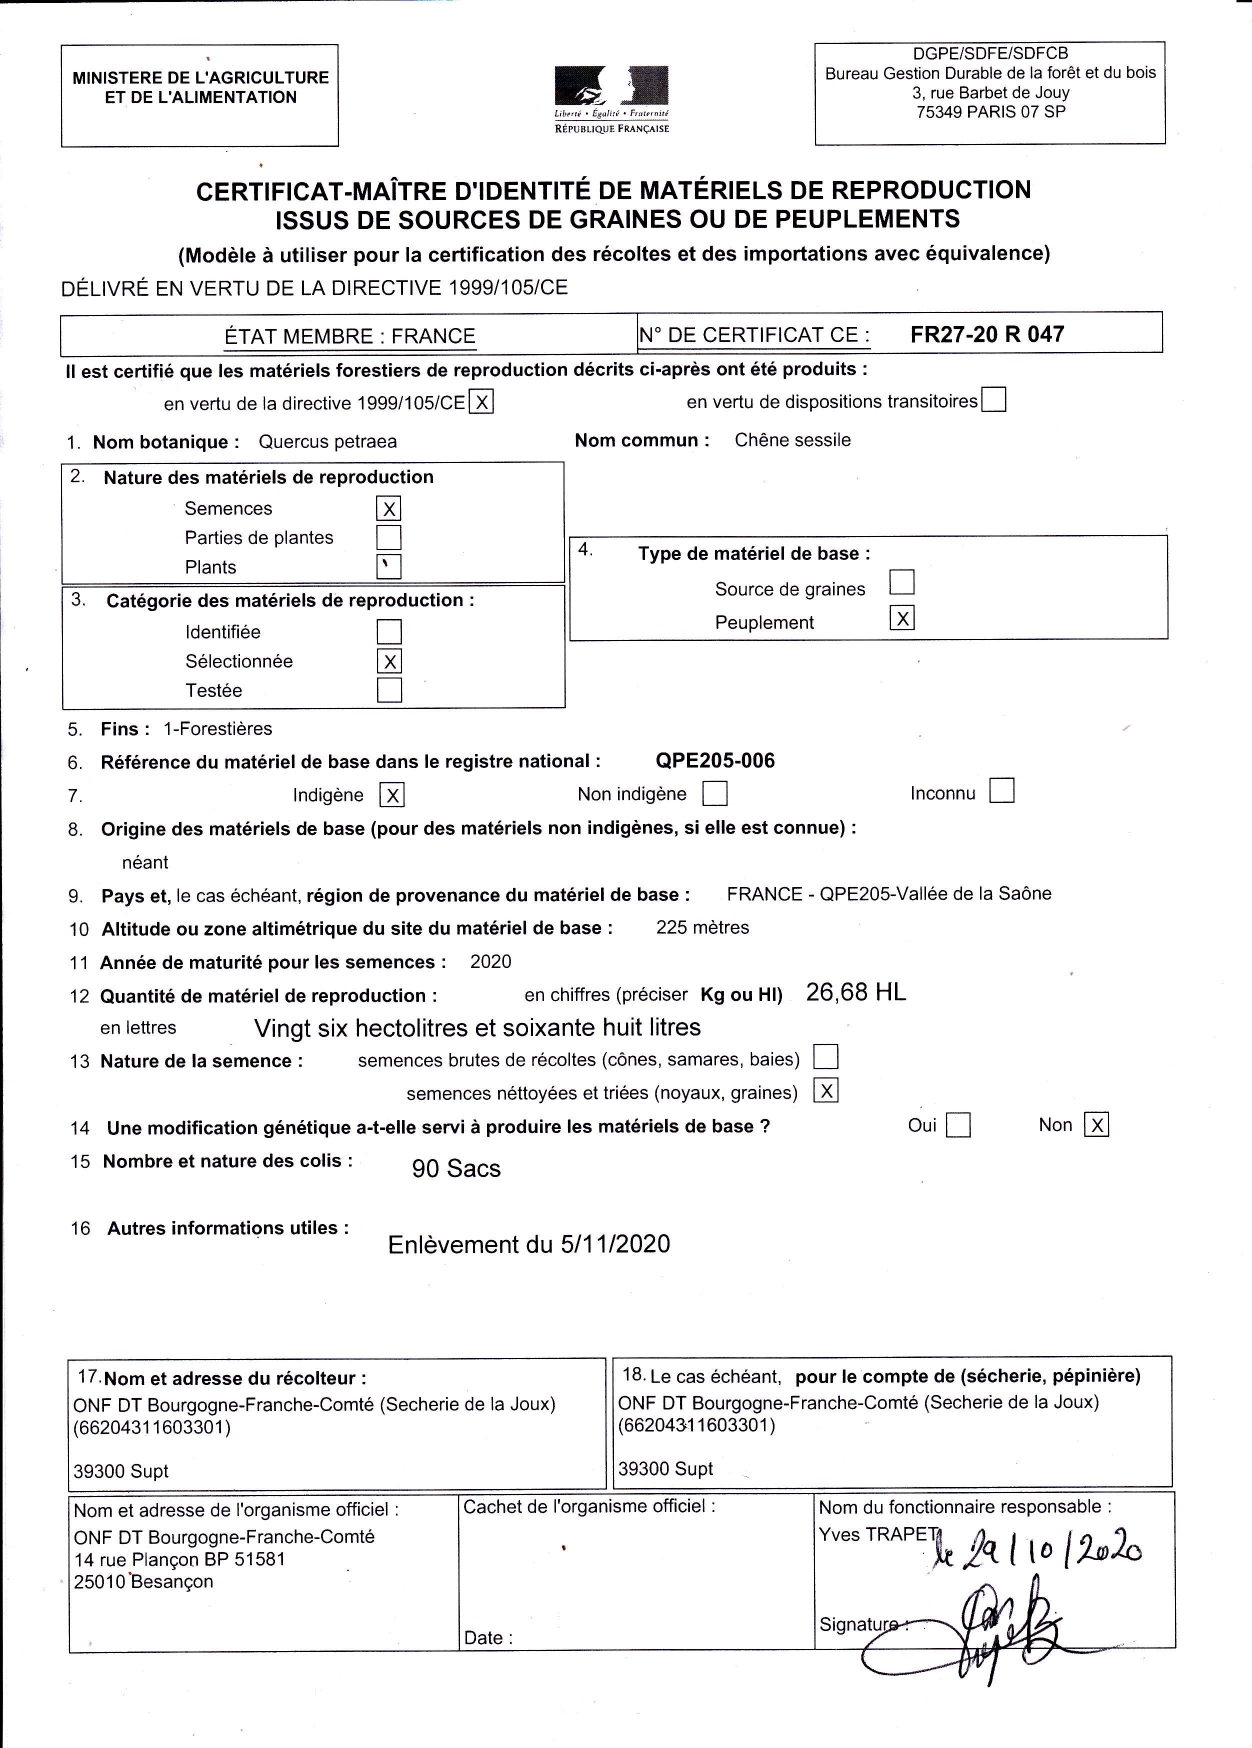 MINISTERE DE L'AGRICULTURE
ET DE L'ALIMENTATION
Liberté • Égalité • Fraternité
RÉPUBLIQUE FRANÇAISE
DGPE/SDFE/SDFCB
Bureau Gestion Durable de la forêt et du bois
3, rue Barbet de Jouy
75349 PARIS 07 SP
CERTIFICAT-MAÎTRE D'IDENTITÉ DE MATÉRIELS DE REPRODUCTION
ISSUS DE SOURCES DE GRAINES OU DE PEUPLEMENTS
(Modèle à utiliser pour la certification des récoltes et des importations avec équivalence)
DÉLIVRÉ EN VERTU DE LA DIRECTIVE 1999/105/CE
ÉTAT MEMBRE : FRANCE N° DE CERTIFICAT CE : FR27-20 R 047
Il est certifié que les matériels forestiers de reproduction décrits ci-après ont été produits :
en vertu de la directive 1999/105/CE X en vertu de dispositions transitoires
1. Nom botanique : Quercus petraea Nom commun : Chêne sessile
2. Nature des matériels de reproduction
Semences X
Parties de plantes
Plants
3. Catégorie des matériels de reproduction :
Identifiée
Sélectionnée X
Testée
4. Type de matériel de base :
Source de graines
Peuplement X
5. Fins : 1-Forestières
6. Référence du matériel de base dans le registre national : QPE205-006
7. Indigène X Non indigène Inconnu
8. Origine des matériels de base (pour des matériels non indigènes, si elle est connue) :
néant
9. Pays et, le cas échéant, région de provenance du matériel de base : FRANCE - QPE205-Vallée de la Saône
10 Altitude ou zone altimétrique du site du matériel de base : 225 mètres
11 Année de maturité pour les semences : 2020
12 Quantité de matériel de reproduction : en chiffres (préciser Kg ou Hl) 26,68 HL
en lettres Vingt six hectolitres et soixante huit litres
13 Nature de la semence : semences brutes de récoltes (cônes, samares, baies)
semences néttoyées et triées (noyaux, graines) X
14 Une modification génétique a-t-elle servi à produire les matériels de base ? Oui Non X
15 Nombre et nature des colis : 90 Sacs
16 Autres informations utiles : Enlèvement du 5/11/2020
17. Nom et adresse du récolteur :
ONF DT Bourgogne-Franche-Comté (Secherie de la Joux)
(66204311603301)
39300 Supt
18. Le cas échéant, pour le compte de (sécherie, pépinière)
ONF DT Bourgogne-Franche-Comté (Secherie de la Joux)
(66204311603301)
39300 Supt
Nom et adresse de l'organisme officiel :
ONF DT Bourgogne-Franche-Comté
14 rue Plançon BP 51581
25010 Besançon
Cachet de l'organisme officiel :
Date :
Nom du fonctionnaire responsable :
Yves TRAPET
le 29/10/2020
Signature :